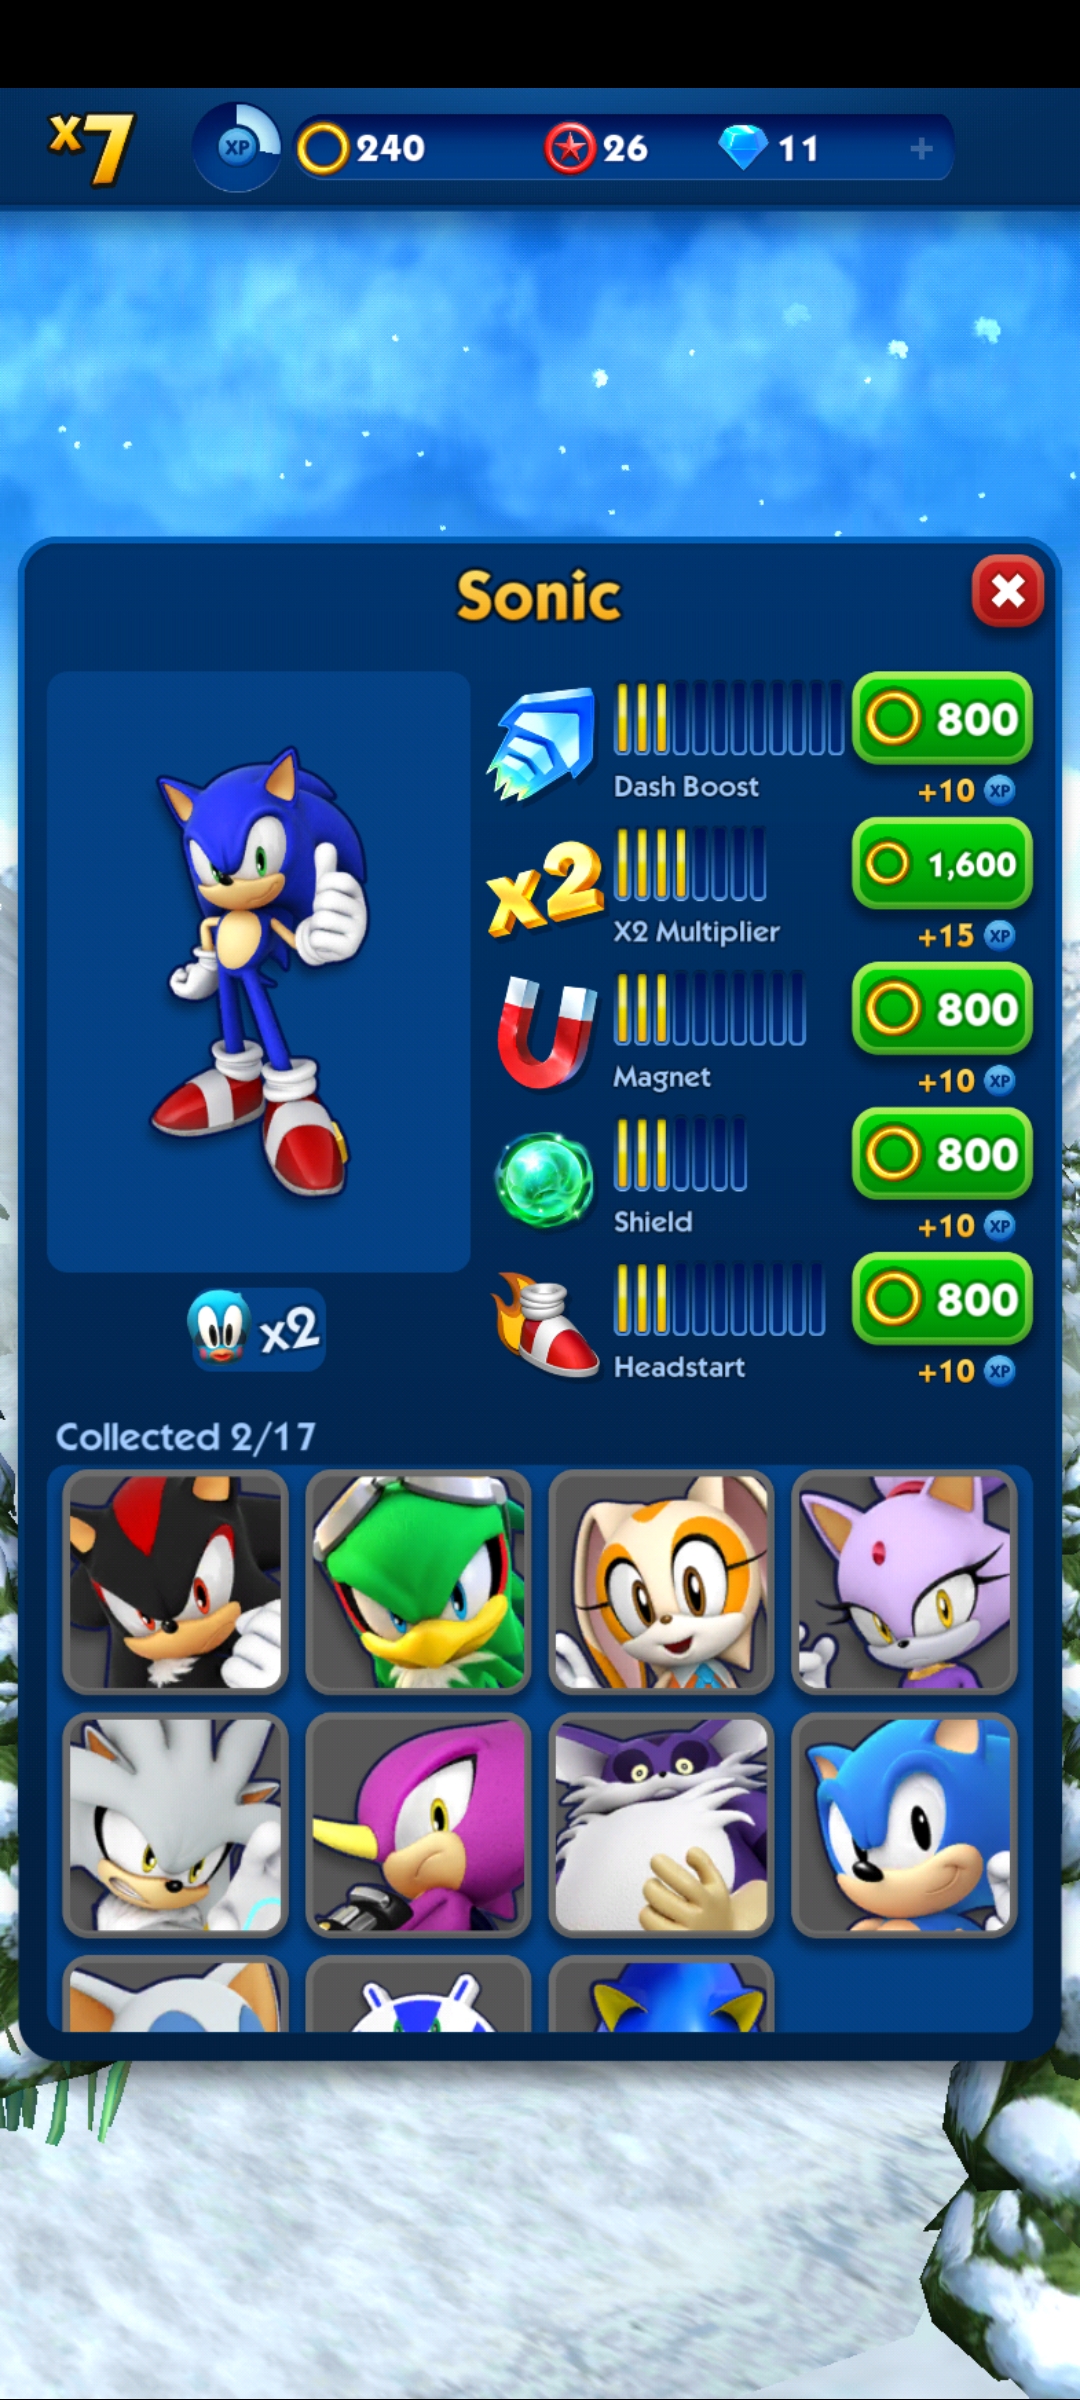 x7
XP
240
26
11
Sonic
800
Dash Boost
+10 XP
x2
1,600
X2 Multiplier
+15 XP
800
Magnet
+10 XP
800
Shield
+10 XP
800
Headstart
+10 XP
x2
Collected 2/17